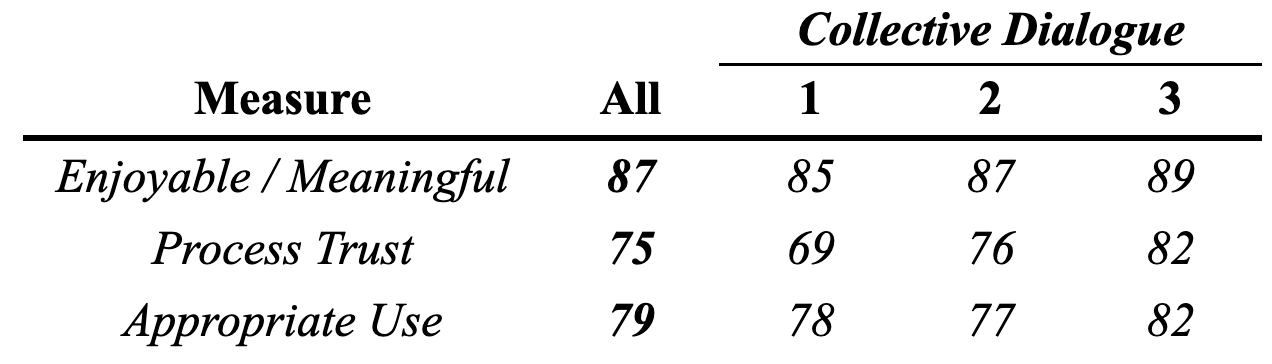 Collective Dialogue
Measure All 1 2 3
Enjoyable / Meaningful 87 85 87 89
Process Trust 75 69 76 82
Appropriate Use 79 78 77 82